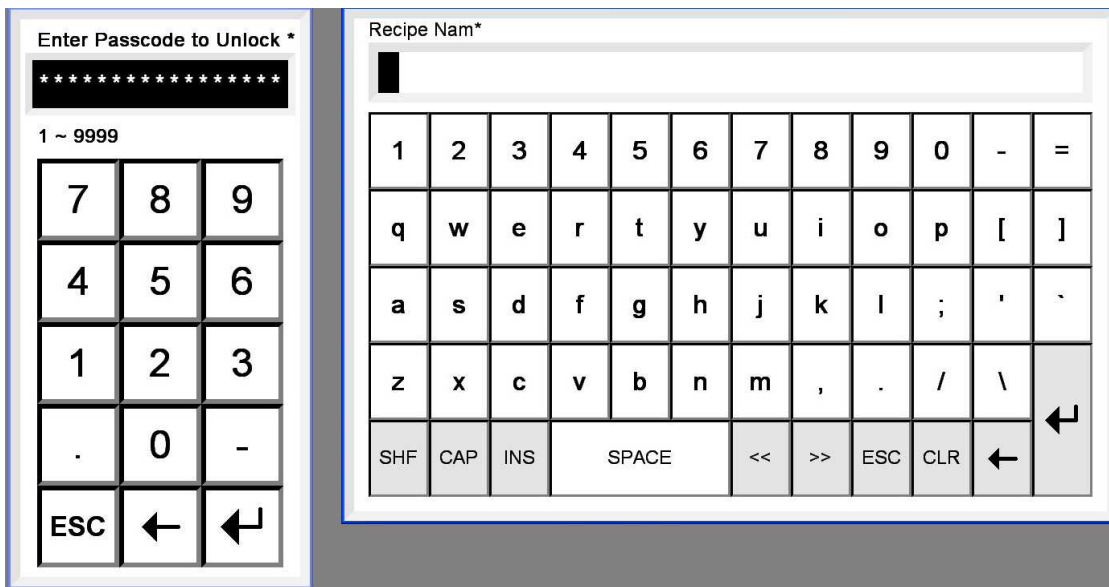 Enter Passcode to Unlock *
*****************
1 ~ 9999
7 8 9
4 5 6
1 2 3
. 0 -
ESC ← ↵
Recipe Nam*
1 2 3 4 5 6 7 8 9 0 - =
q w e r t y u i o p [ ]
a s d f g h j k l ; ' `
z x c v b n m , . / \
SHF CAP INS SPACE << >> ESC CLR ← ↵